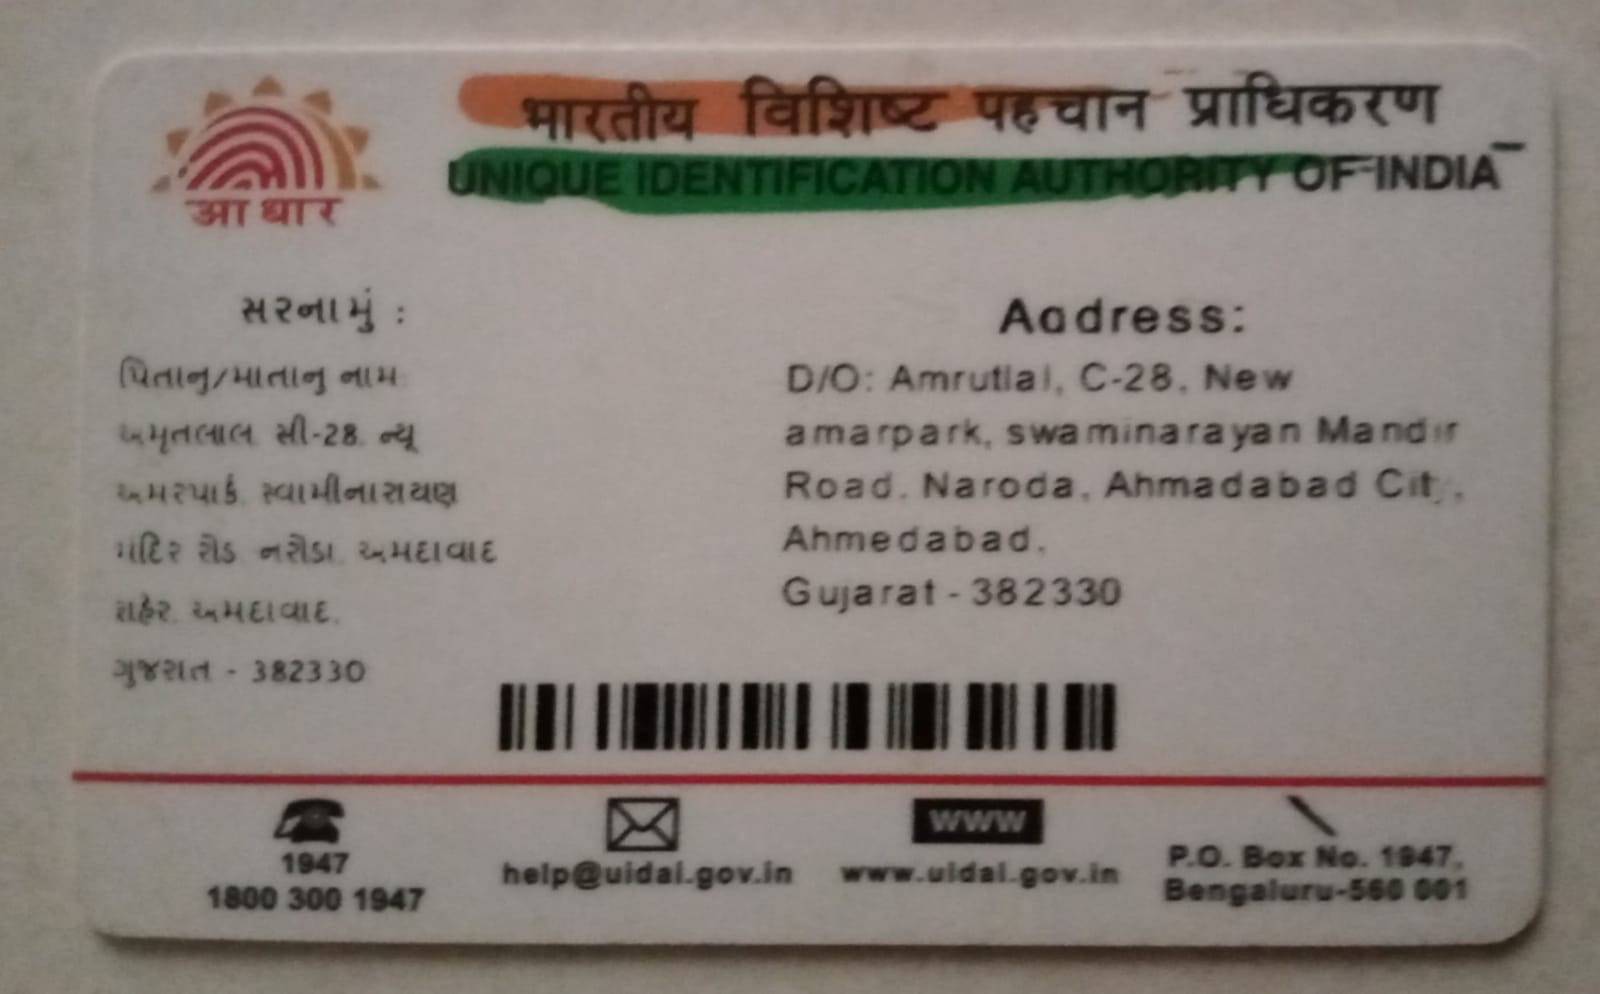 भारतीय विशिष्ट पहचान प्राधिकरण
UNIQUE IDENTIFICATION AUTHORITY OF INDIA
आधार
સરનામું :
પિતાનુ/માતાનુ નામ
અમૃતલાલ, સી-28, ન્યૂ
અમરપાર્ક, સ્વામીનારાયણ
મંદિર રોડ, નરોડા, અમદાવાદ
શહેર, અમદાવાદ,
ગુજરાત - 382330
Address:
D/O: Amrutlal, C-28, New
amarpark, swaminarayan Mandir
Road, Naroda, Ahmadabad City,
Ahmedabad,
Gujarat - 382330
1947
1800 300 1947
help@uidai.gov.in
www
www.uidai.gov.in
P.O. Box No. 1947,
Bengaluru-560 001